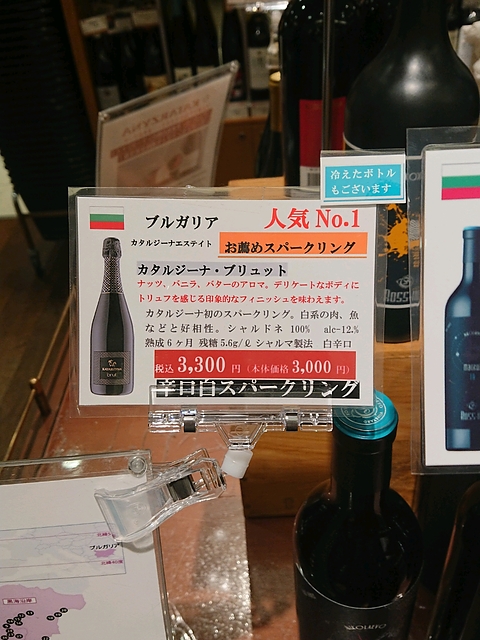 冷えたボトル
もございます
ブルガリア
人気 No.1
カタルジーナエステイト
お薦めスパークリング
カタルジーナ・ブリュット
ナッツ、バニラ、バターのアロマ。デリケートなボディに
トリュフを感じる印象的なフィニッシュを味わえます。
カタルジーナ初のスパークリング。白系の肉、魚
などと好相性。シャルドネ 100% alc-12.%
熟成6ヶ月 残糖5.6g/ℓ シャルマ製法 白辛口
税込 3,300 円 (本体価格 3,000 円)
辛口白スパークリング
brut
ブルガリア
黒海沿岸